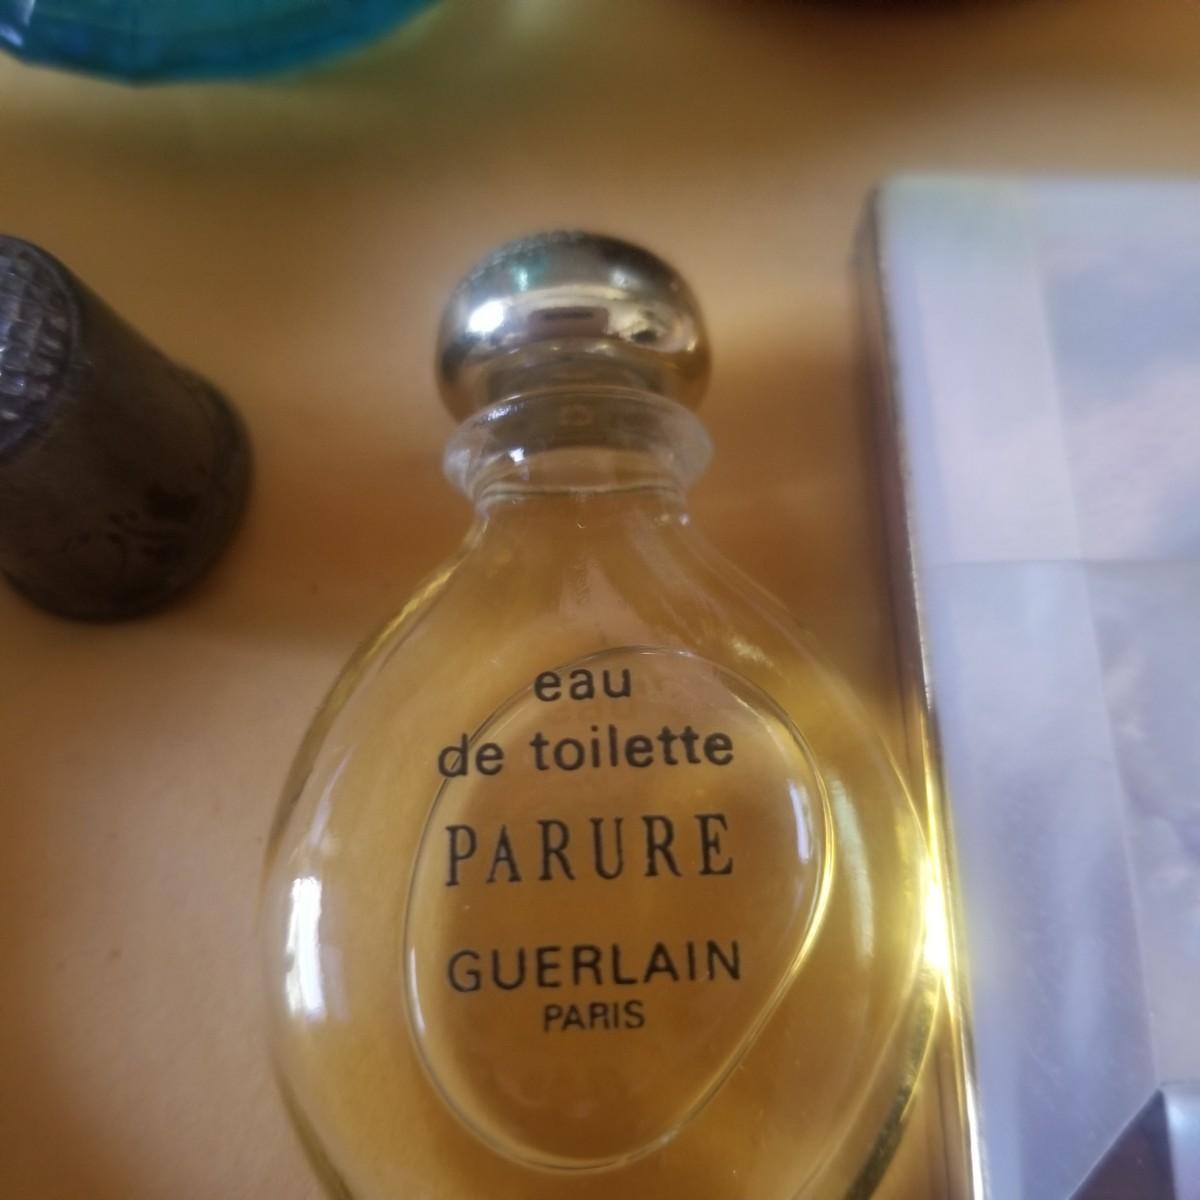 eau
de toilette
PARURE
GUERLAIN
PARIS